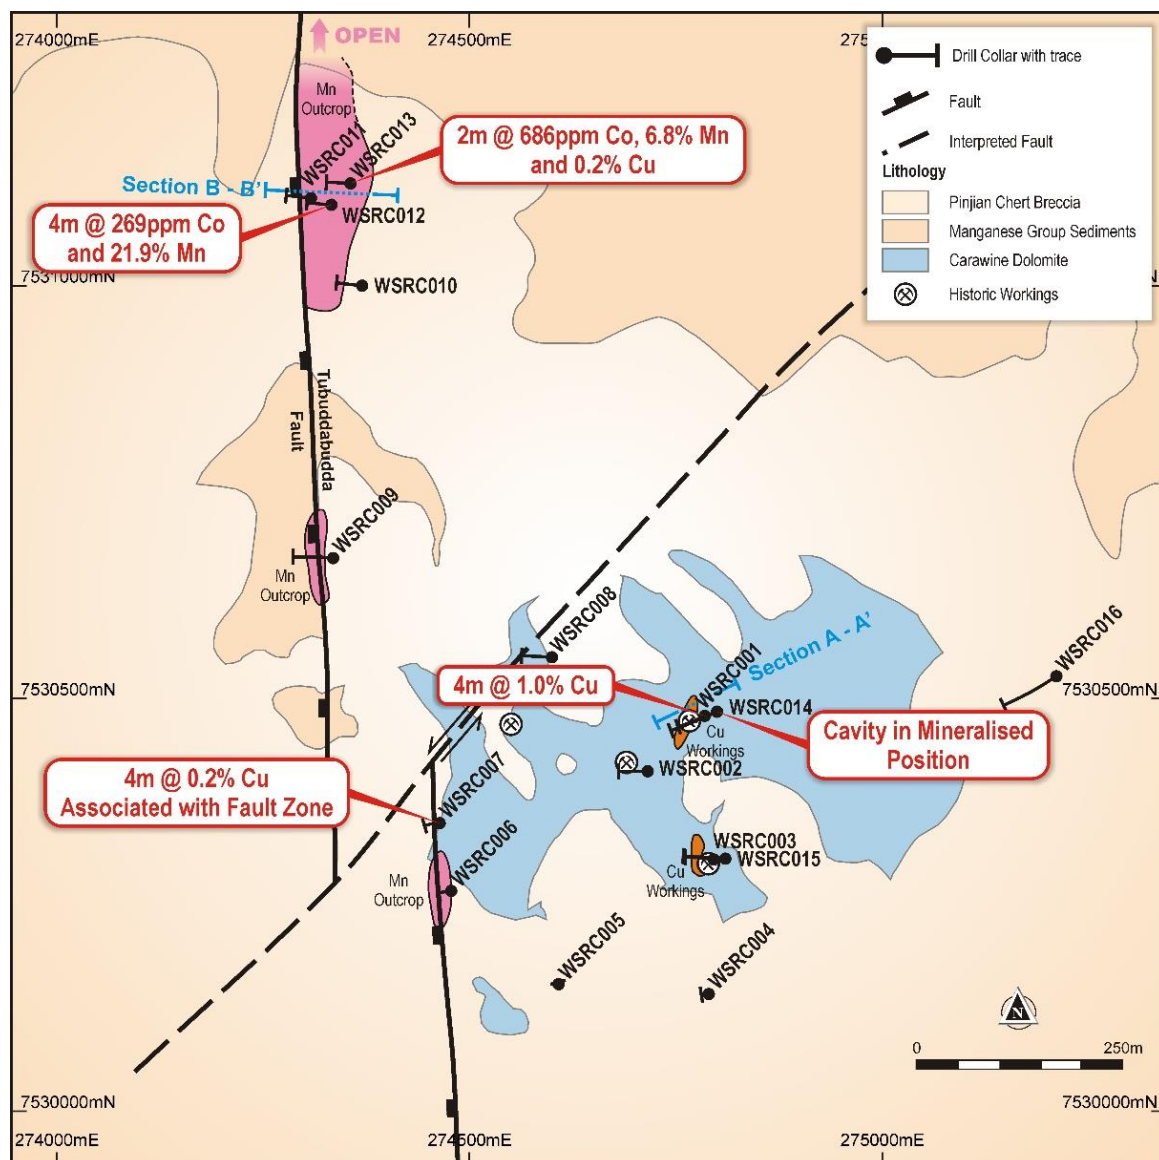 274000mE
OPEN
274500mE
275
Drill Collar with trace
Fault
Interpreted Fault
Lithology
Pinjian Chert Breccia
Manganese Group Sediments
Carawine Dolomite
Historic Workings
Mn
Outcrop
WSRC011
WSRC013
2m @ 686ppm Co, 6.8% Mn
and 0.2% Cu
Section B - B’
WSRC012
4m @ 269ppm Co
and 21.9% Mn
7531000mN
WSRC010
Tubuddabudda
Fault
WSRC009
Mn
Outcrop
WSRC008
WSRC016
Section A - A’
WSRC001
4m @ 1.0% Cu
7530500mN
7530500mN
WSRC014
Cu
Workings
Cavity in Mineralised
Position
WSRC002
4m @ 0.2% Cu
Associated with Fault Zone
WSRC007
WSRC006
Mn
Outcrop
WSRC003
WSRC015
Cu
Workings
WSRC005
WSRC004
N
0
250m
7530000mN
7530000mN
274000mE
274500mE
275000mE